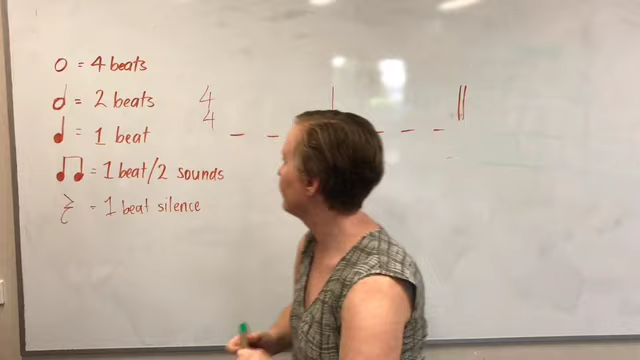 = 4 beats
= 2 beats
= 1 beat
= 1 beat/2 sounds
= 1 beat silence
4
4